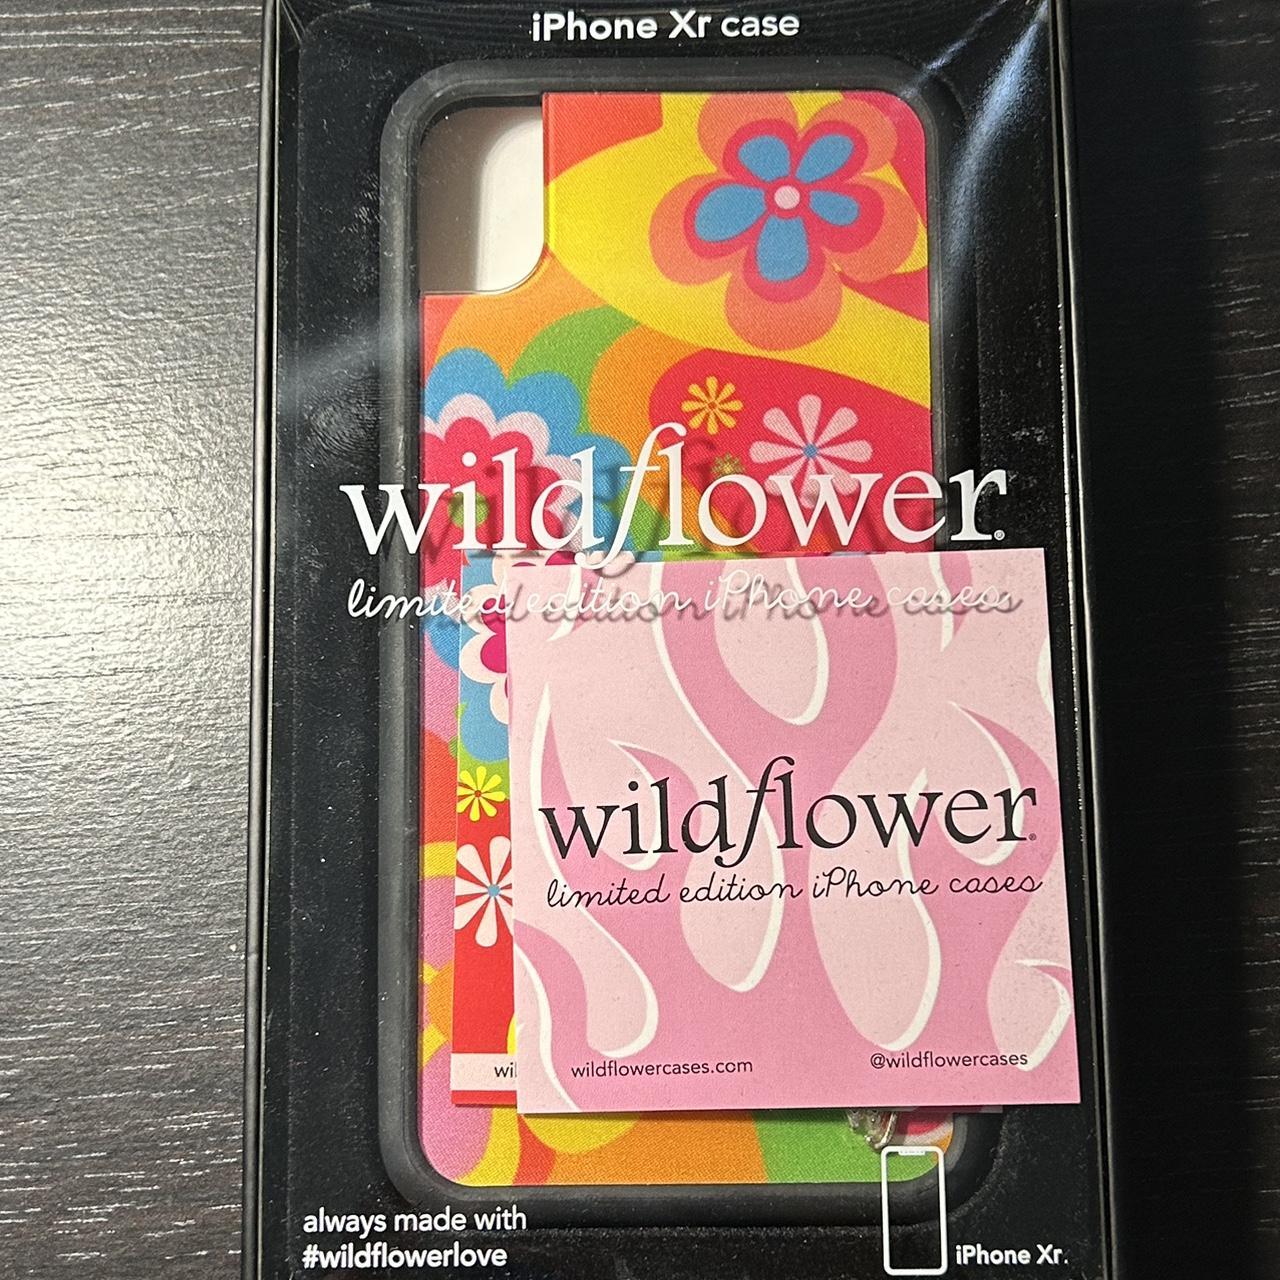 iPhone Xr case
wildflower®
limited edition iPhone cases
wildflower®
limited edition iPhone cases
wil
wildflowercases.com
@wildflowercases
always made with
#wildflowerlove
iPhone Xr.